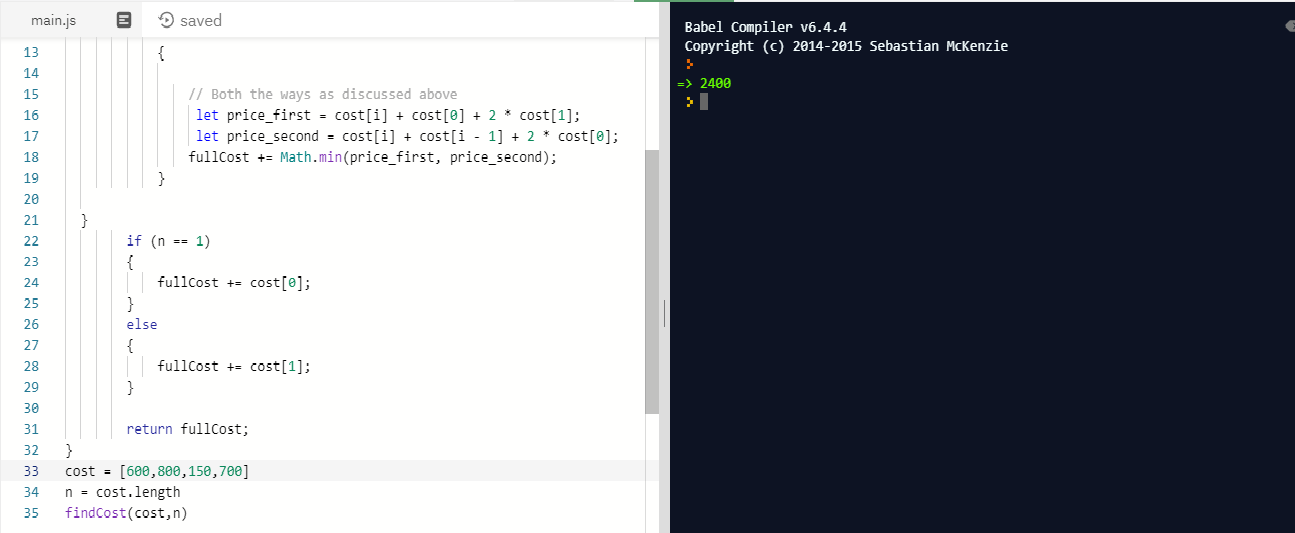 main.js saved
13 {
14
15 // Both the ways as discussed above
16 let price_first = cost[i] + cost[0] + 2 * cost[1];
17 let price_second = cost[i] + cost[i - 1] + 2 * cost[0];
18 fullCost += Math.min(price_first, price_second);
19 }
20
21 }
22 if (n == 1)
23 {
24 fullCost += cost[0];
25 }
26 else
27 {
28 fullCost += cost[1];
29 }
30
31 return fullCost;
32 }
33 cost = [600,800,150,700]
34 n = cost.length
35 findCost(cost,n)
Babel Compiler v6.4.4
Copyright (c) 2014-2015 Sebastian McKenzie
>
=> 2400
>